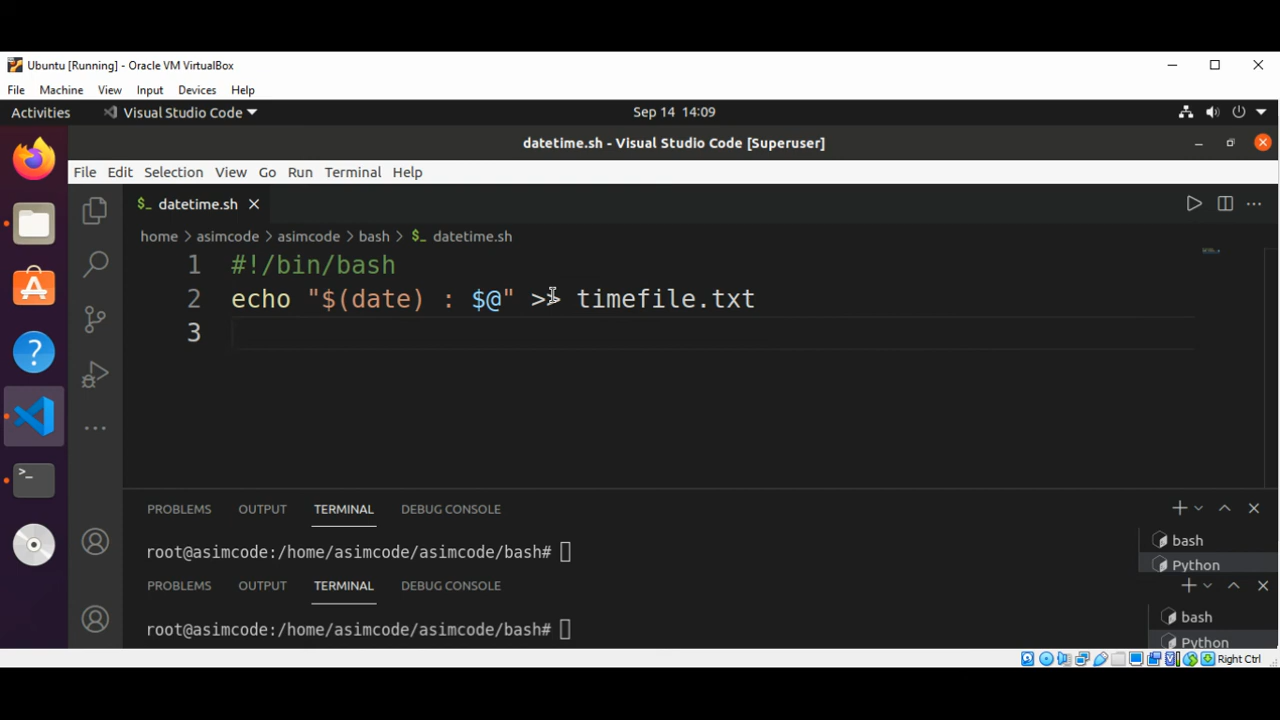 Ubuntu [Running] - Oracle VM VirtualBox
File Machine View Input Devices Help
Activities Visual Studio Code Sep 14 14:09
datetime.sh - Visual Studio Code [Superuser]
File Edit Selection View Go Run Terminal Help
$_ datetime.sh
home > asimcode > asimcode > bash > $_ datetime.sh
1 #!/bin/bash
2 echo "$(date) : $@" >> timefile.txt
3
PROBLEMS OUTPUT TERMINAL DEBUG CONSOLE
root@asimcode:/home/asimcode/asimcode/bash#
bash
Python
PROBLEMS OUTPUT TERMINAL DEBUG CONSOLE
root@asimcode:/home/asimcode/asimcode/bash#
bash
Python
Right Ctrl